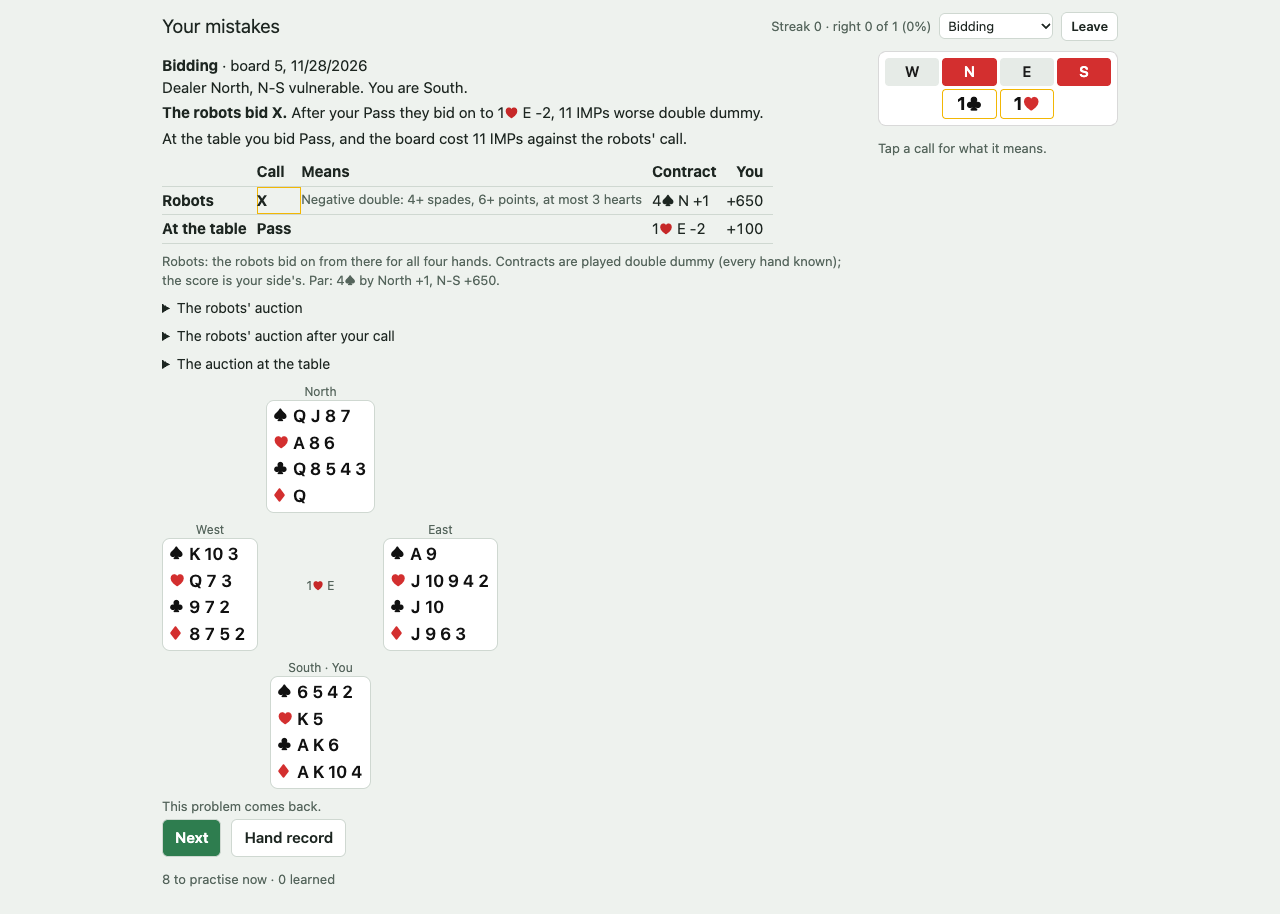 Your mistakes
Streak 0 · right 0 of 1 (0%)
Bidding
Leave
Bidding · board 5, 11/28/2026
Dealer North, N-S vulnerable. You are South.
The robots bid X. After your Pass they bid on to 1♥ E -2, 11 IMPs worse double dummy.
At the table you bid Pass, and the board cost 11 IMPs against the robots' call.
W N E S
1♣ 1♥
Tap a call for what it means.
Call Means Contract You
Robots X Negative double: 4+ spades, 6+ points, at most 3 hearts 4♠ N +1 +650
At the table Pass 1♥ E -2 +100
Robots: the robots bid on from there for all four hands. Contracts are played double dummy (every hand known);
the score is your side's. Par: 4♠ by North +1, N-S +650.
▶ The robots' auction
▶ The robots' auction after your call
▶ The auction at the table
North
♠ Q J 8 7
♥ A 8 6
♣ Q 8 5 4 3
♦ Q
West
♠ K 10 3
♥ Q 7 3
♣ 9 7 2
♦ 8 7 5 2
1♥ E
East
♠ A 9
♥ J 10 9 4 2
♣ J 10
♦ J 9 6 3
South · You
♠ 6 5 4 2
♥ K 5
♣ A K 6
♦ A K 10 4
This problem comes back.
Next
Hand record
8 to practise now · 0 learned